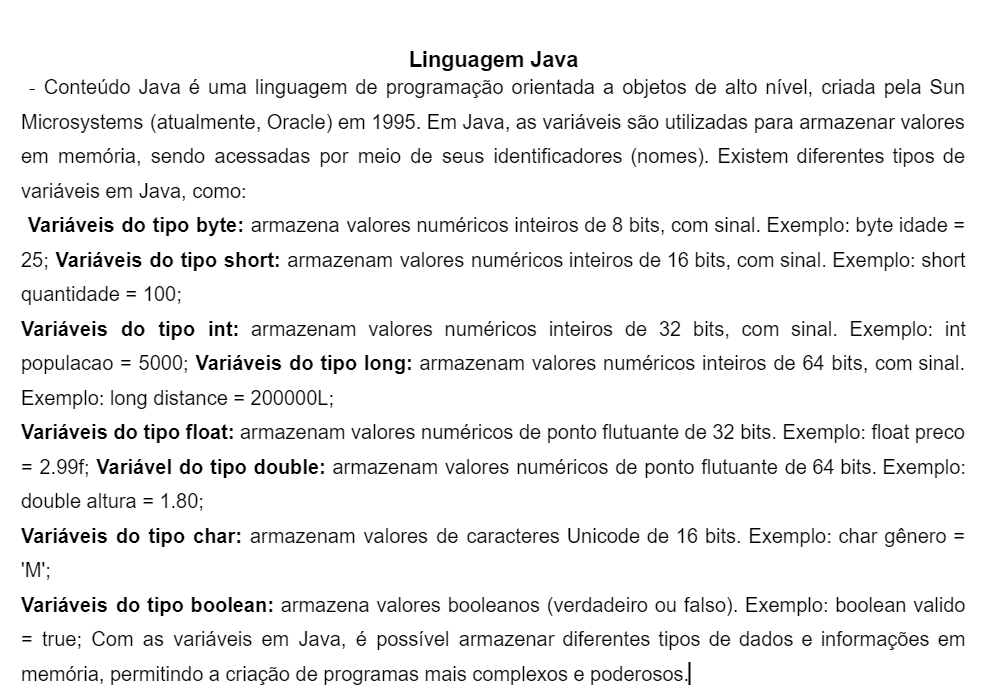 Linguagem Java
- Conteúdo Java é uma linguagem de programação orientada a objetos de alto nível, criada pela Sun
Microsystems (atualmente, Oracle) em 1995. Em Java, as variáveis são utilizadas para armazenar valores
em memória, sendo acessadas por meio de seus identificadores (nomes). Existem diferentes tipos de
variáveis em Java, como:
Variáveis do tipo byte: armazena valores numéricos inteiros de 8 bits, com sinal. Exemplo: byte idade =
25; Variáveis do tipo short: armazenam valores numéricos inteiros de 16 bits, com sinal. Exemplo: short
quantidade = 100;
Variáveis do tipo int: armazenam valores numéricos inteiros de 32 bits, com sinal. Exemplo: int
populacao = 5000; Variáveis do tipo long: armazenam valores numéricos inteiros de 64 bits, com sinal.
Exemplo: long distance = 200000L;
Variáveis do tipo float: armazenam valores numéricos de ponto flutuante de 32 bits. Exemplo: float preco
= 2.99f; Variável do tipo double: armazenam valores numéricos de ponto flutuante de 64 bits. Exemplo:
double altura = 1.80;
Variáveis do tipo char: armazenam valores de caracteres Unicode de 16 bits. Exemplo: char gênero =
'M';
Variáveis do tipo boolean: armazena valores booleanos (verdadeiro ou falso). Exemplo: boolean valido
= true; Com as variáveis em Java, é possível armazenar diferentes tipos de dados e informações em
memória, permitindo a criação de programas mais complexos e poderosos.